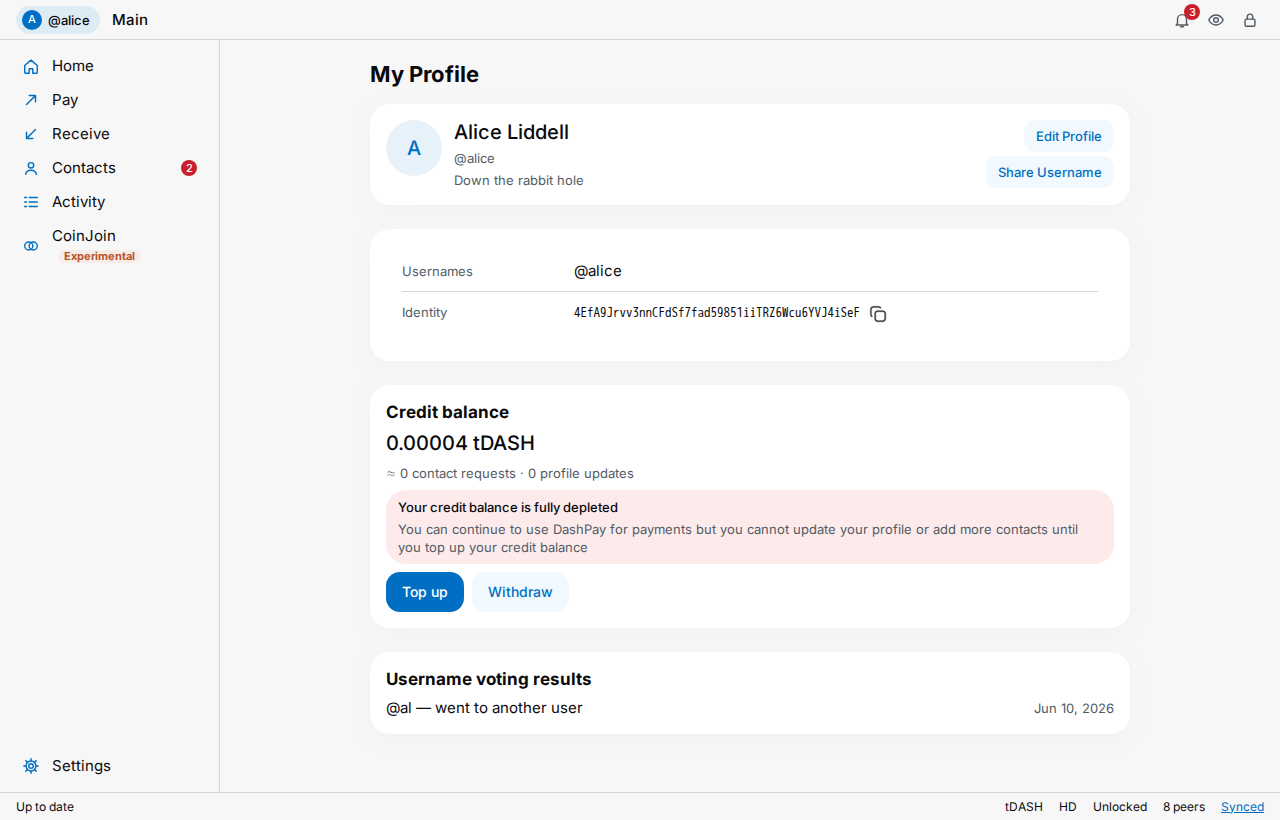 A @alice Main 3
Home
Pay
Receive
Contacts 2
Activity
CoinJoin
Experimental
Settings
My Profile
A
Alice Liddell
@alice
Down the rabbit hole
Edit Profile
Share Username
Usernames @alice
Identity 4EfA9Jrvv3nnCFdSf7fad59851iiTRZ6Wcu6YVJ4iSeF
Credit balance
0.00004 tDASH
≈ 0 contact requests · 0 profile updates
Your credit balance is fully depleted
You can continue to use DashPay for payments but you cannot update your profile or add more contacts until
you top up your credit balance
Top up Withdraw
Username voting results
@al — went to another user Jun 10, 2026
Up to date tDASH HD Unlocked 8 peers Synced